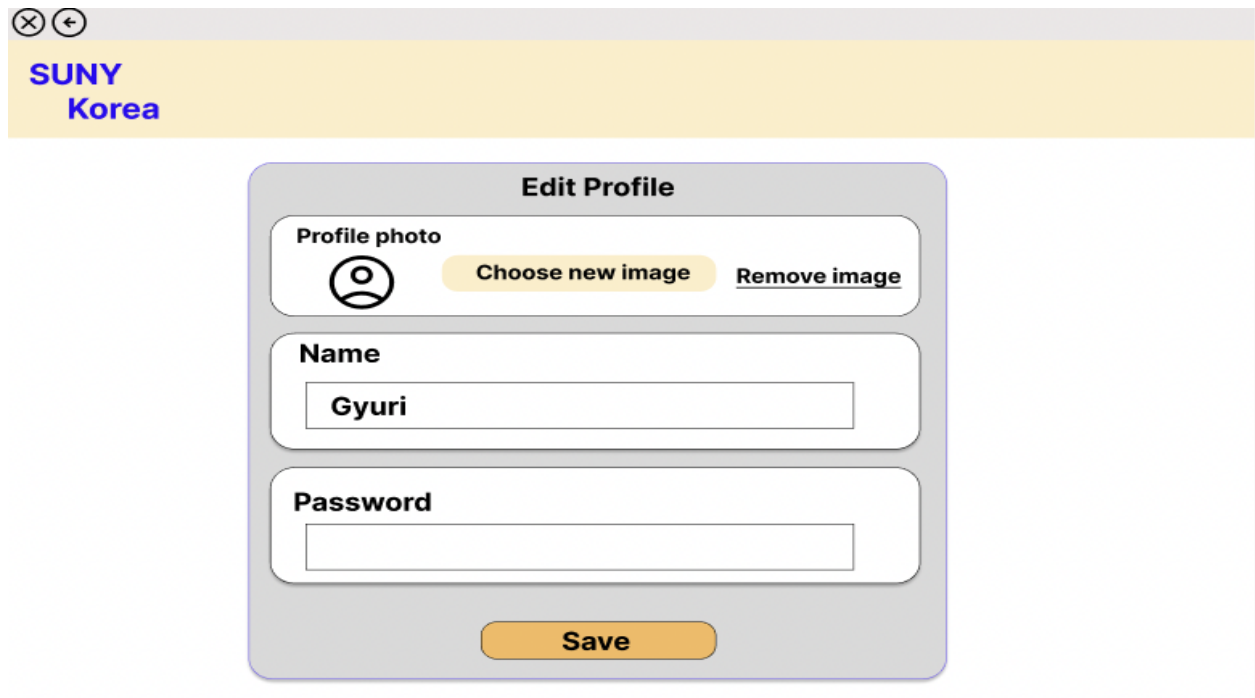 SUNY
Korea
Edit Profile
Profile photo
Choose new image
Remove image
Name
Gyuri
Password
Save